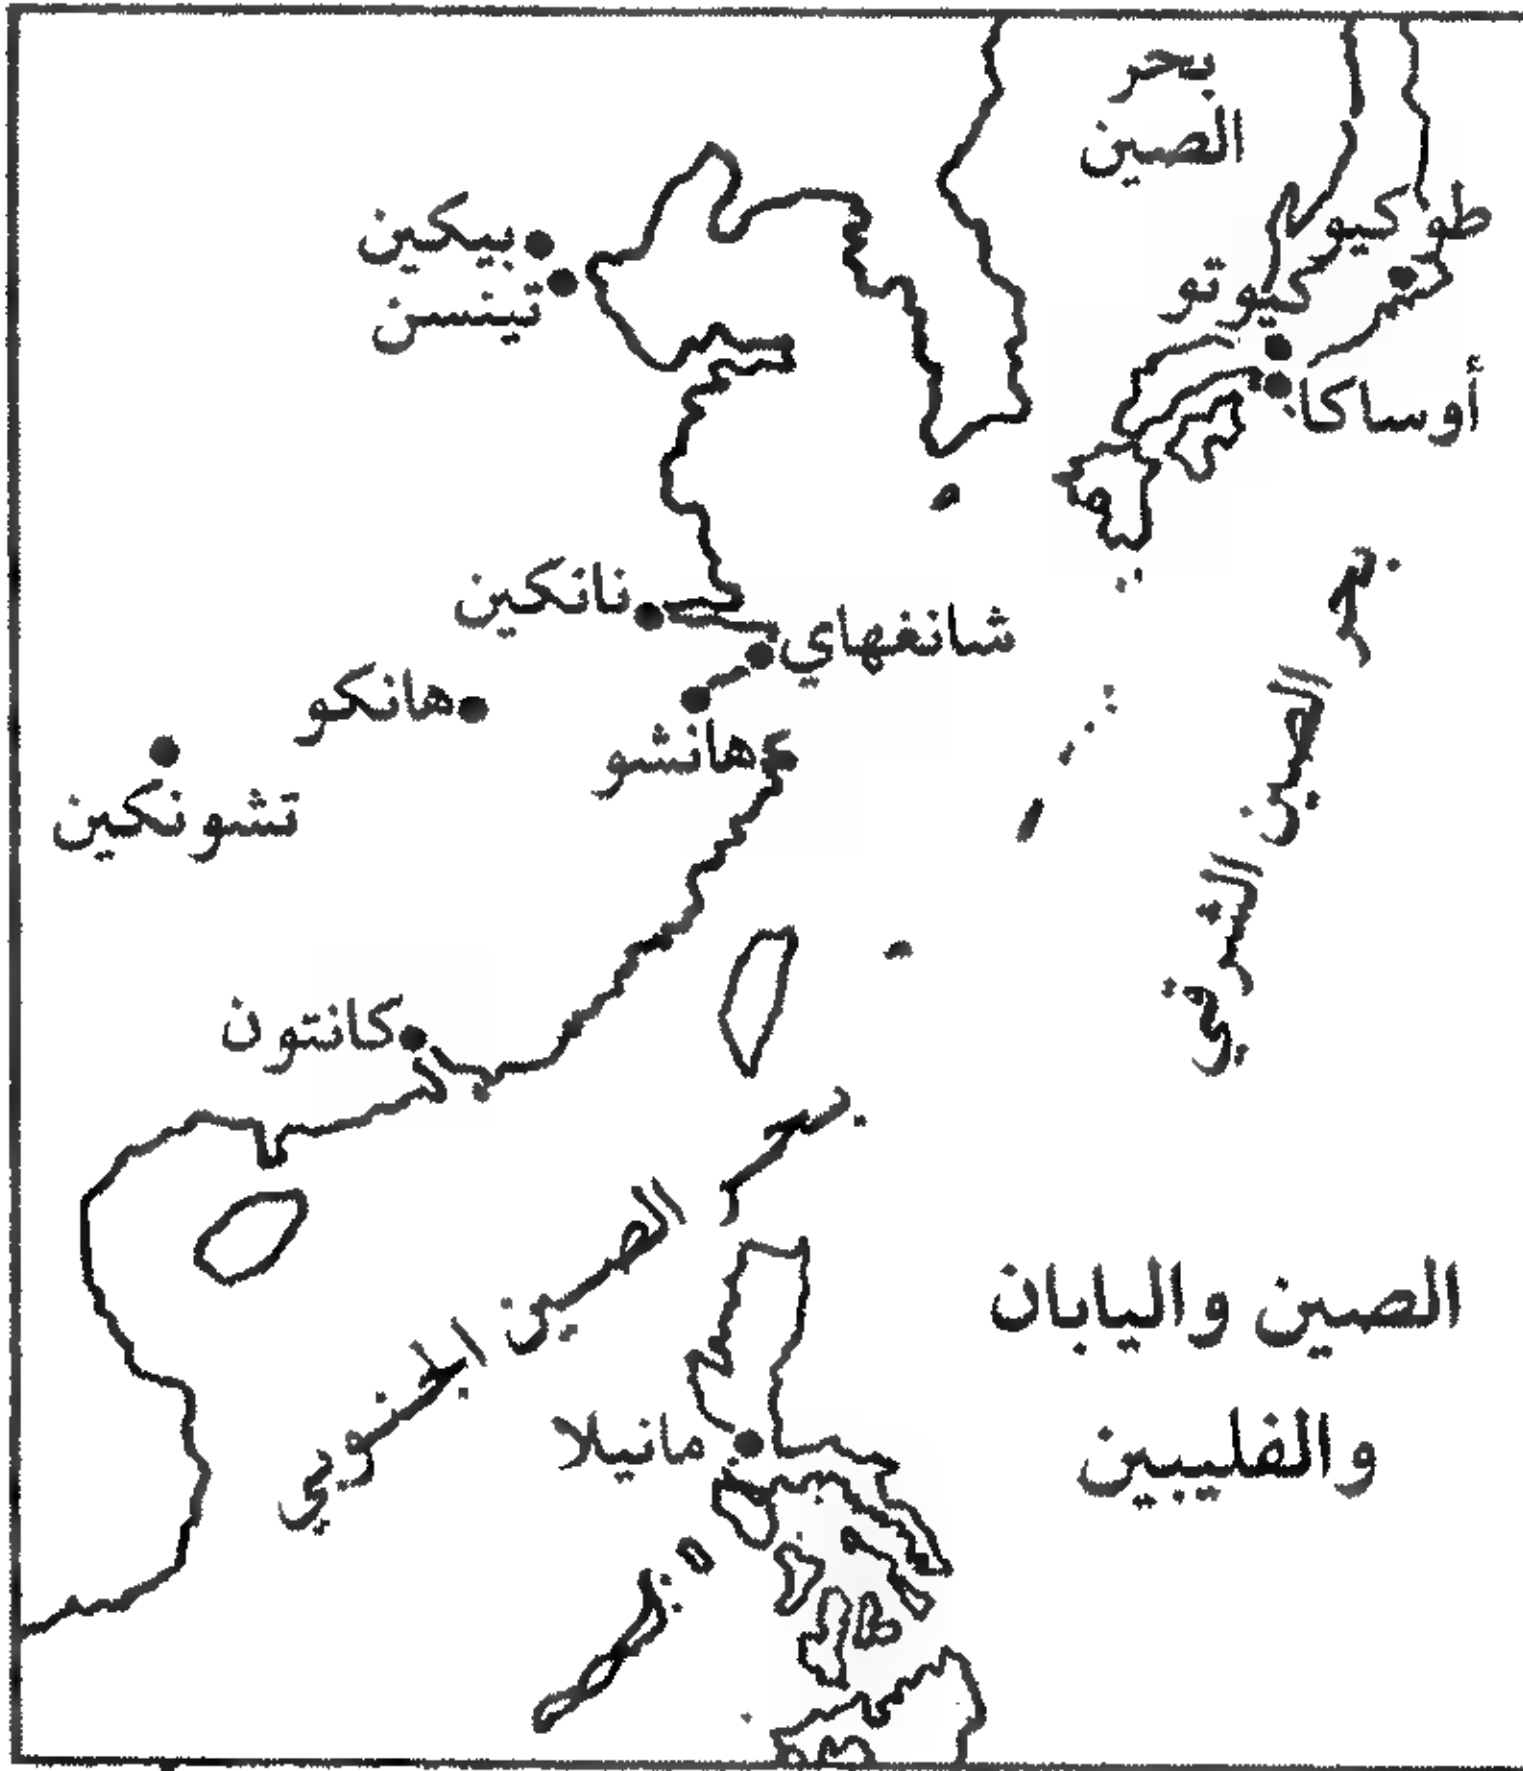 بحر
الصين
طوكيو
كيوتو
أوساكا
بيكين
تينسن
نانكين
شانغهاي
هانكو
هانشو
تشونكين
بحر الصين الشرقي
كانتون
بحر الصين الجنوبي
مانيلا
الصين واليابان
والفليبين